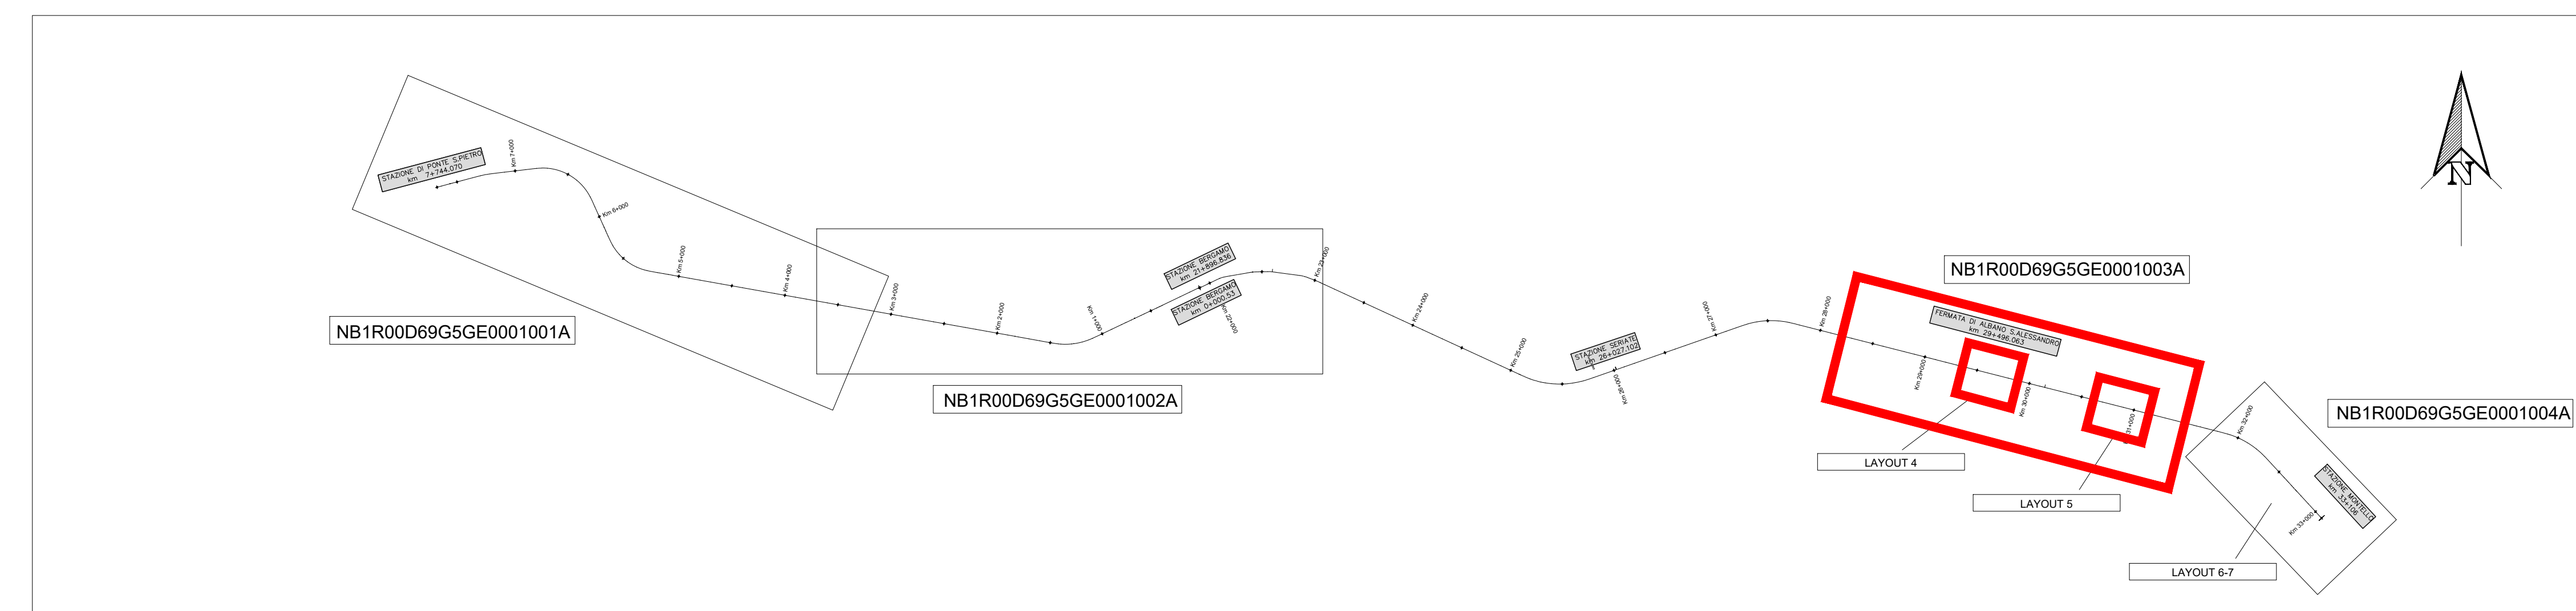 STAZIONE DI PONTE S.PIETRO
km 7+744.070
Km 7+000
Km 6+000
Km 5+000
Km 4+000
Km 3+000
NB1R00D69G5GE0001001A
Km 2+000
Km 1+000
STAZIONE BERGAMO
km 21+896.836
STAZIONE BERGAMO
km 0+000.53
Km 22+000
Km 23+000
NB1R00D69G5GE0001002A
Km 24+000
Km 25+000
STAZIONE SERIATE
km 26+027.102
Km 26+000
Km 27+000
Km 28+000
NB1R00D69G5GE0001003A
FERMATA DI ALBANO S.ALESSANDRO
km 29+496.063
Km 29+000
Km 30+000
31+000
LAYOUT 4
LAYOUT 5
Km 32+000
NB1R00D69G5GE0001004A
STAZIONE MONTELLO
km 33+106
Km 33+000
LAYOUT 6-7
N